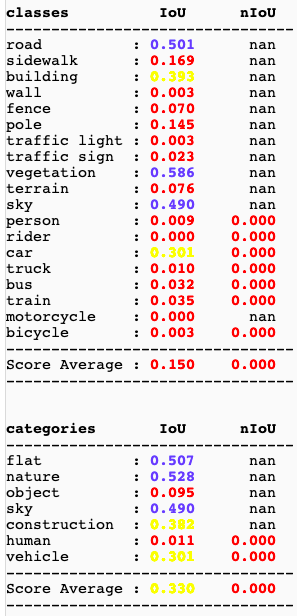 classes IoU nIoU
--------------------------------
road : 0.501 nan
sidewalk : 0.169 nan
building : 0.393 nan
wall : 0.003 nan
fence : 0.070 nan
pole : 0.145 nan
traffic light : 0.003 nan
traffic sign : 0.023 nan
vegetation : 0.586 nan
terrain : 0.076 nan
sky : 0.490 nan
person : 0.009 0.000
rider : 0.000 0.000
car : 0.301 0.000
truck : 0.010 0.000
bus : 0.032 0.000
train : 0.035 0.000
motorcycle : 0.000 nan
bicycle : 0.003 0.000
--------------------------------
Score Average : 0.150 0.000
--------------------------------
categories IoU nIoU
--------------------------------
flat : 0.507 nan
nature : 0.528 nan
object : 0.095 nan
sky : 0.490 nan
construction : 0.382 nan
human : 0.011 0.000
vehicle : 0.301 0.000
--------------------------------
Score Average : 0.330 0.000
--------------------------------